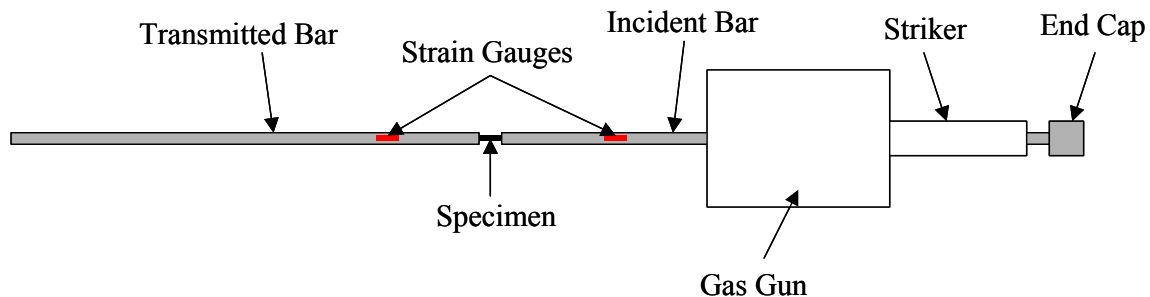 Transmitted Bar
Strain Gauges
Incident Bar
Striker
End Cap
Specimen
Gas Gun